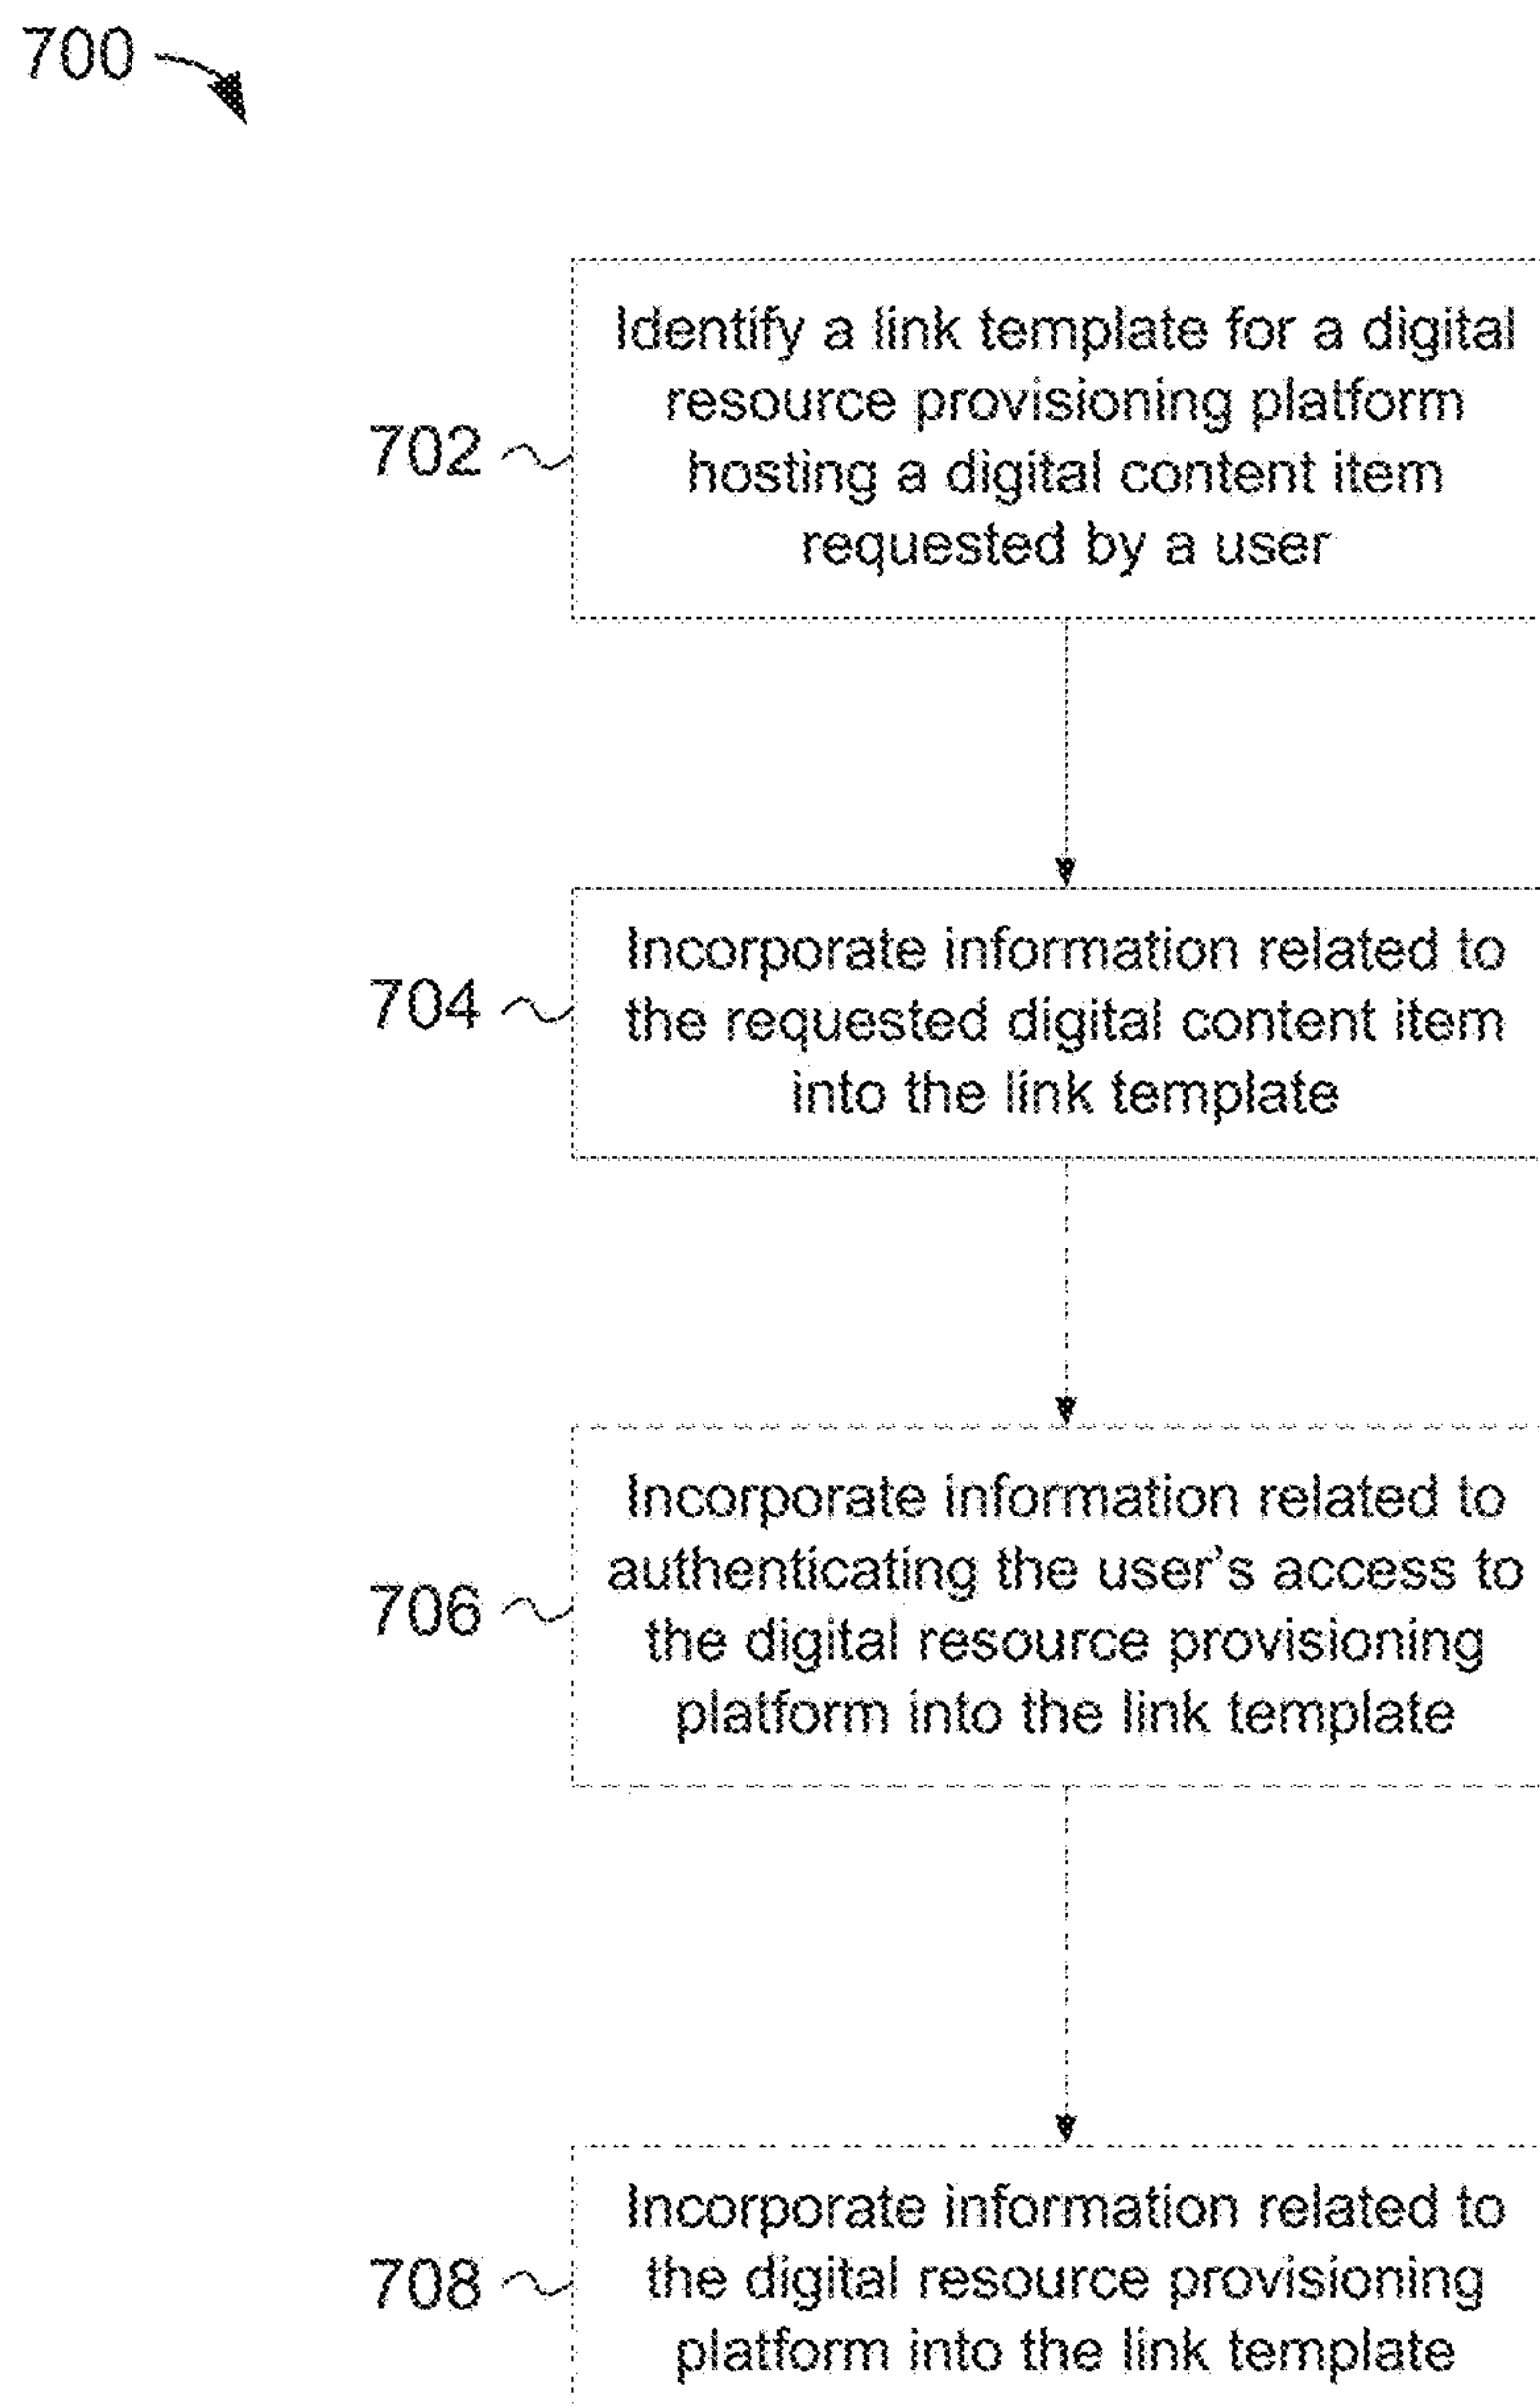 700
Identify a link template for a digital
resource provisioning platform
hosting a digital content item
requested by a user
702
Incorporate information related to
the requested digital content item
into the link template
704
Incorporate information related to
authenticating the user's access to
the digital resource provisioning
platform into the link template
706
Incorporate information related to
the digital resource provisioning
platform into the link template
708